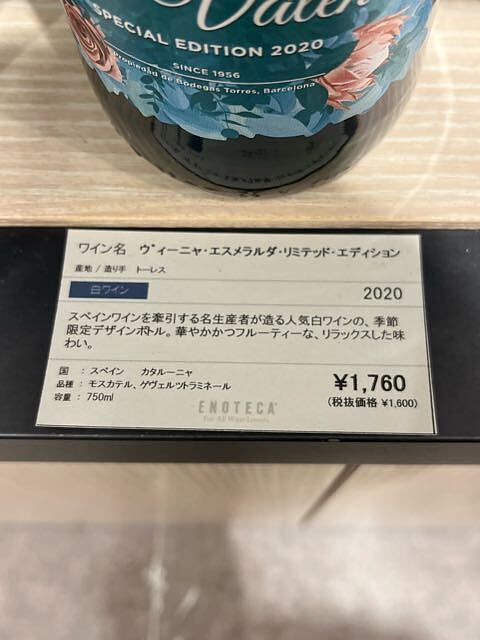 Valen
SPECIAL EDITION 2020
SINCE 1956
Propiedad de Bodegas Torres, Barcelona
ワイン名 ヴィーニャ・エスメラルダ・リミテッド・エディション
産地 / 造り手 トーレス
白ワイン 2020
スペインワインを牽引する名生産者が造る人気白ワインの、季節
限定デザインボトル。華やかかつフルーティーな、リラックスした味
わい。
国 : スペイン カタルーニャ
品種 : モスカテル、ゲヴェルツトラミネール
容量 : 750ml
¥1,760
(税抜価格 ¥1,600)
ENOTECA
For All Wine Lovers.